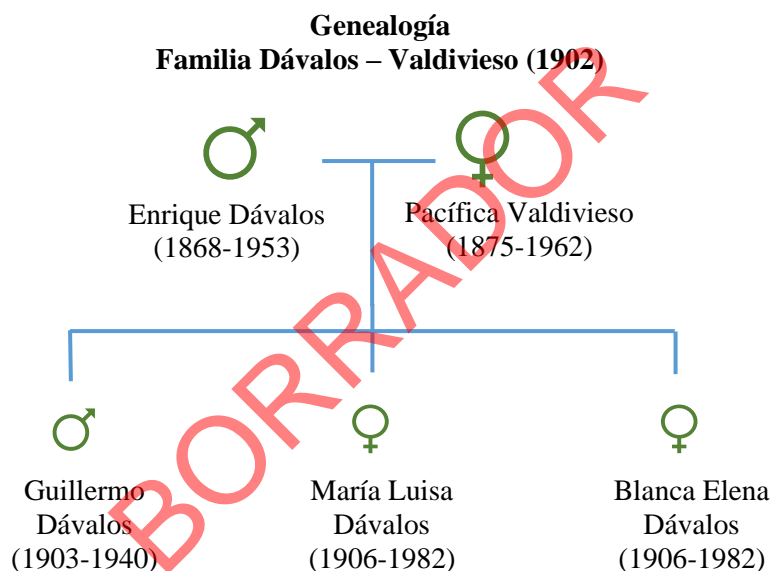 Genealogía
Familia Dávalos – Valdivieso (1902)
Enrique Dávalos
(1868-1953)
Pacífica Valdivieso
(1875-1962)
Guillermo
Dávalos
(1903-1940)
María Luisa
Dávalos
(1906-1982)
Blanca Elena
Dávalos
(1906-1982)
BORRADOR